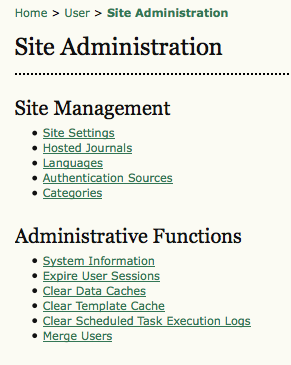 Home > User > Site Administration
Site Administration
Site Management
Site Settings
Hosted Journals
Languages
Authentication Sources
Categories
Administrative Functions
System Information
Expire User Sessions
Clear Data Caches
Clear Template Cache
Clear Scheduled Task Execution Logs
Merge Users